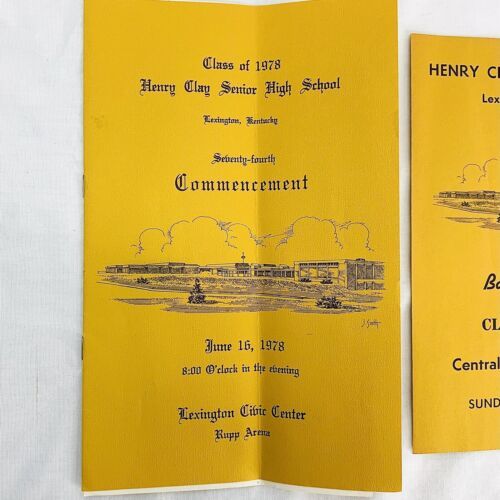 Class of 1978
Henry Clay Senior High School
Lexington, Kentucky
Seventy-fourth
Commencement
June 16, 1978
8:00 O'clock in the evening
Lexington Civic Center
Rupp Arena
HENRY CL
Lex
Ba
CL
Central
SUND